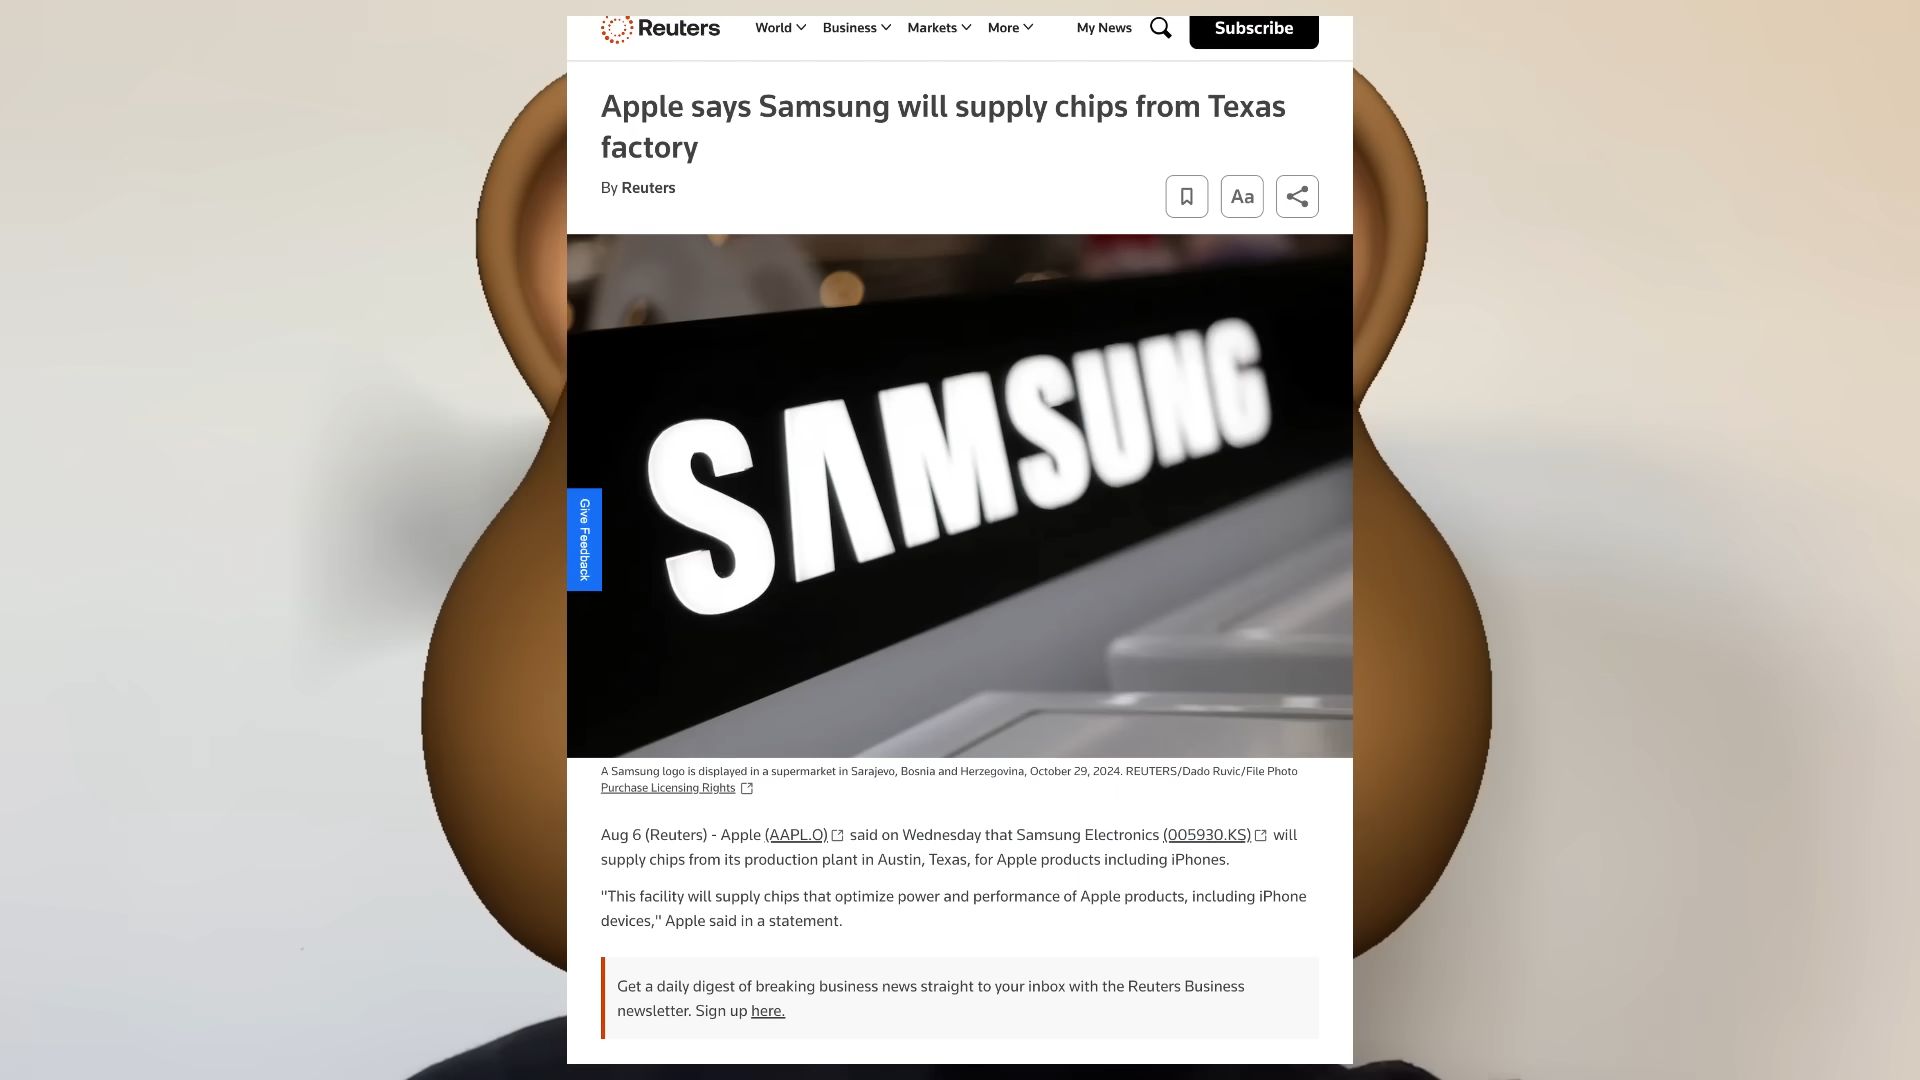 Reuters World Business Markets More My News Subscribe
Apple says Samsung will supply chips from Texas
factory
By Reuters
Aa
SAMSUNG
Give Feedback
A Samsung logo is displayed in a supermarket in Sarajevo, Bosnia and Herzegovina, October 29, 2024. REUTERS/Dado Ruvic/File Photo
Purchase Licensing Rights
Aug 6 (Reuters) - Apple (AAPL.O) said on Wednesday that Samsung Electronics (005930.KS) will
supply chips from its production plant in Austin, Texas, for Apple products including iPhones.
"This facility will supply chips that optimize power and performance of Apple products, including iPhone
devices," Apple said in a statement.
Get a daily digest of breaking business news straight to your inbox with the Reuters Business
newsletter. Sign up here.